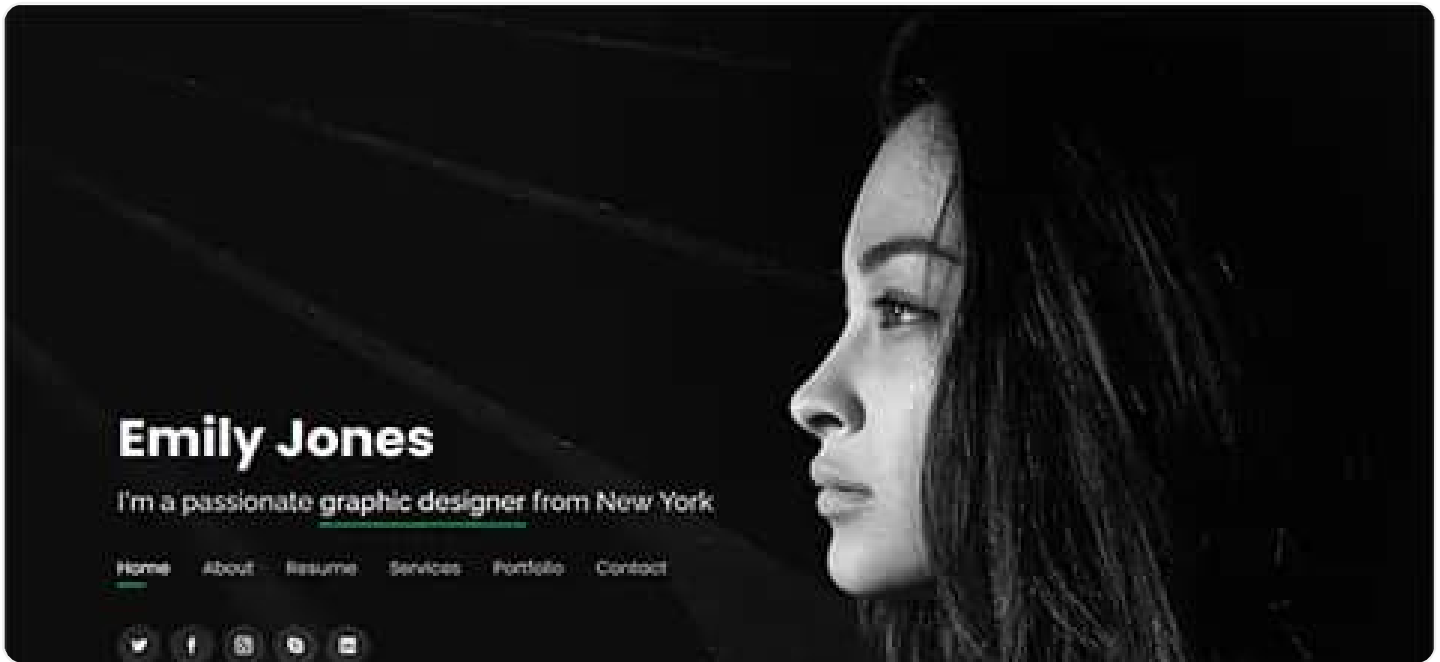 Emily Jones
I'm a passionate graphic designer from New York
Home About Resume Services Portfolio Contact